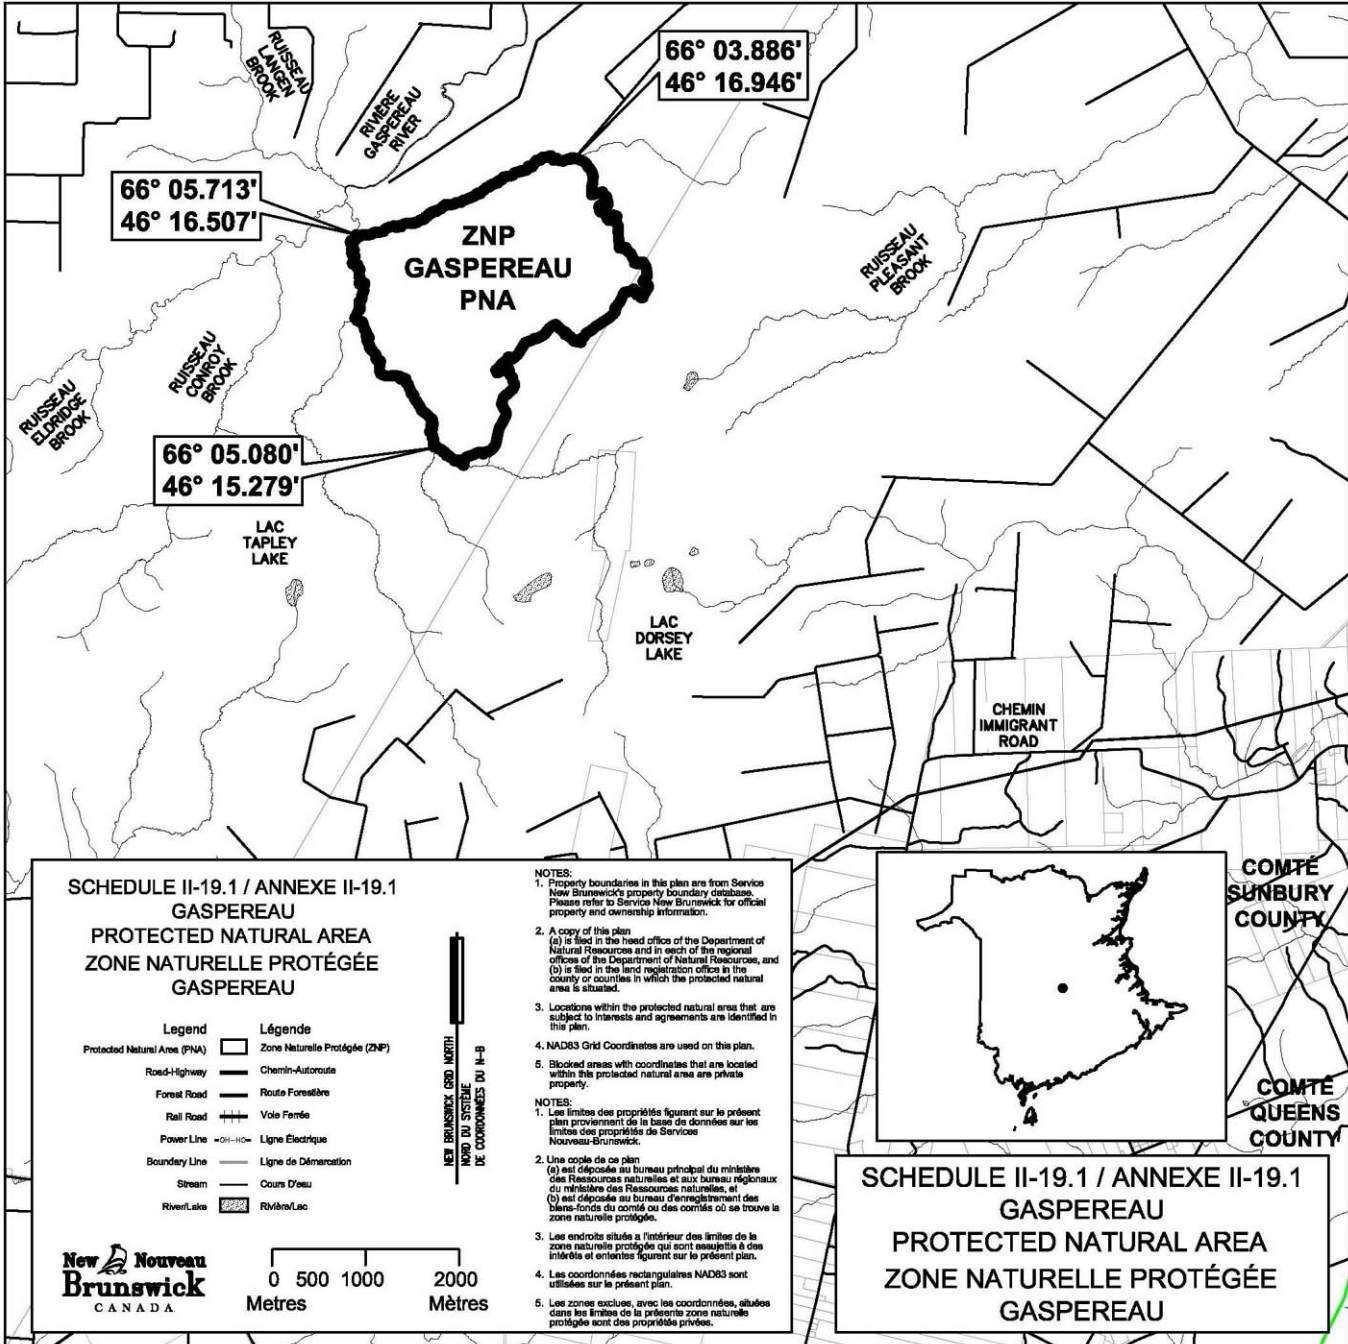 RUISSEAU
LANGEN
BROOK
RIVIÈRE
GASPEREAU
RIVER
66° 03.886'
46° 16.946'
66° 05.713'
46° 16.507'
ZNP
GASPEREAU
PNA
RUISSEAU
PLEASANT
BROOK
RUISSEAU
CONROY
BROOK
RUISSEAU
ELDRIDGE
BROOK
66° 05.080'
46° 15.279'
LAC
TAPLEY
LAKE
LAC
DORSEY
LAKE
CHEMIN
IMMIGRANT
ROAD
COMTÉ
SUNBURY
COUNTY
COMTÉ
QUEENS
COUNTY
SCHEDULE II-19.1 / ANNEXE II-19.1
GASPEREAU
PROTECTED NATURAL AREA
ZONE NATURELLE PROTÉGÉE
GASPEREAU
Legend Légende
Protected Natural Area (PNA) Zone Naturelle Protégée (ZNP)
Road-Highway Chemin-Autoroute
Forest Road Route Forestière
Rail Road Voie Ferrée
Power Line -OH-HO- Ligne Électrique
Boundary Line Ligne de Démarcation
Stream Cours D'eau
River/Lake Rivière/Lac
NEW BRUNSWICK GRID NORTH
NORD DU SYSTÈME
DE COORDONNÉES DU N-B
New Nouveau
Brunswick
CANADA
0 500 1000 2000
Metres Mètres
NOTES:
1. Property boundaries in this plan are from Service
New Brunswick's property boundary database.
Please refer to Service New Brunswick for official
property and ownership information.
2. A copy of this plan
(a) is filed in the head office of the Department of
Natural Resources and in each of the regional
offices of the Department of Natural Resources, and
(b) is filed in the land registration office in the
county or counties in which the protected natural
area is situated.
3. Locations within the protected natural area that are
subject to interests and agreements are identified in
this plan.
4. NAD83 Grid Coordinates are used on this plan.
5. Blocked areas with coordinates that are located
within this protected natural area are private
property.
NOTES:
1. Les limites des propriétés figurant sur le présent
plan proviennent de la base de données sur les
limites des propriétés de Services
Nouveau-Brunswick.
2. Une copie de ce plan
(a) est déposée au bureau principal du ministère
des Ressources naturelles et aux bureau régionaux
du ministère des Ressources naturelles, et
(b) est déposée au bureau d'enregistrement des
biens-fonds du comté ou des comtés où se trouve la
zone naturelle protégée.
3. Les endroits situés a l'intérieur des limites de la
zone naturelle protégée qui sont assujettis à des
intérêts et ententes figurent sur le présent plan.
4. Les coordonnées rectangulaires NAD83 sont
utilisées sur le présent plan.
5. Les zones exclues, avec les coordonnées, situées
dans les limites de la présente zone naturelle
protégée sont des propriétés privées.
SCHEDULE II-19.1 / ANNEXE II-19.1
GASPEREAU
PROTECTED NATURAL AREA
ZONE NATURELLE PROTÉGÉE
GASPEREAU